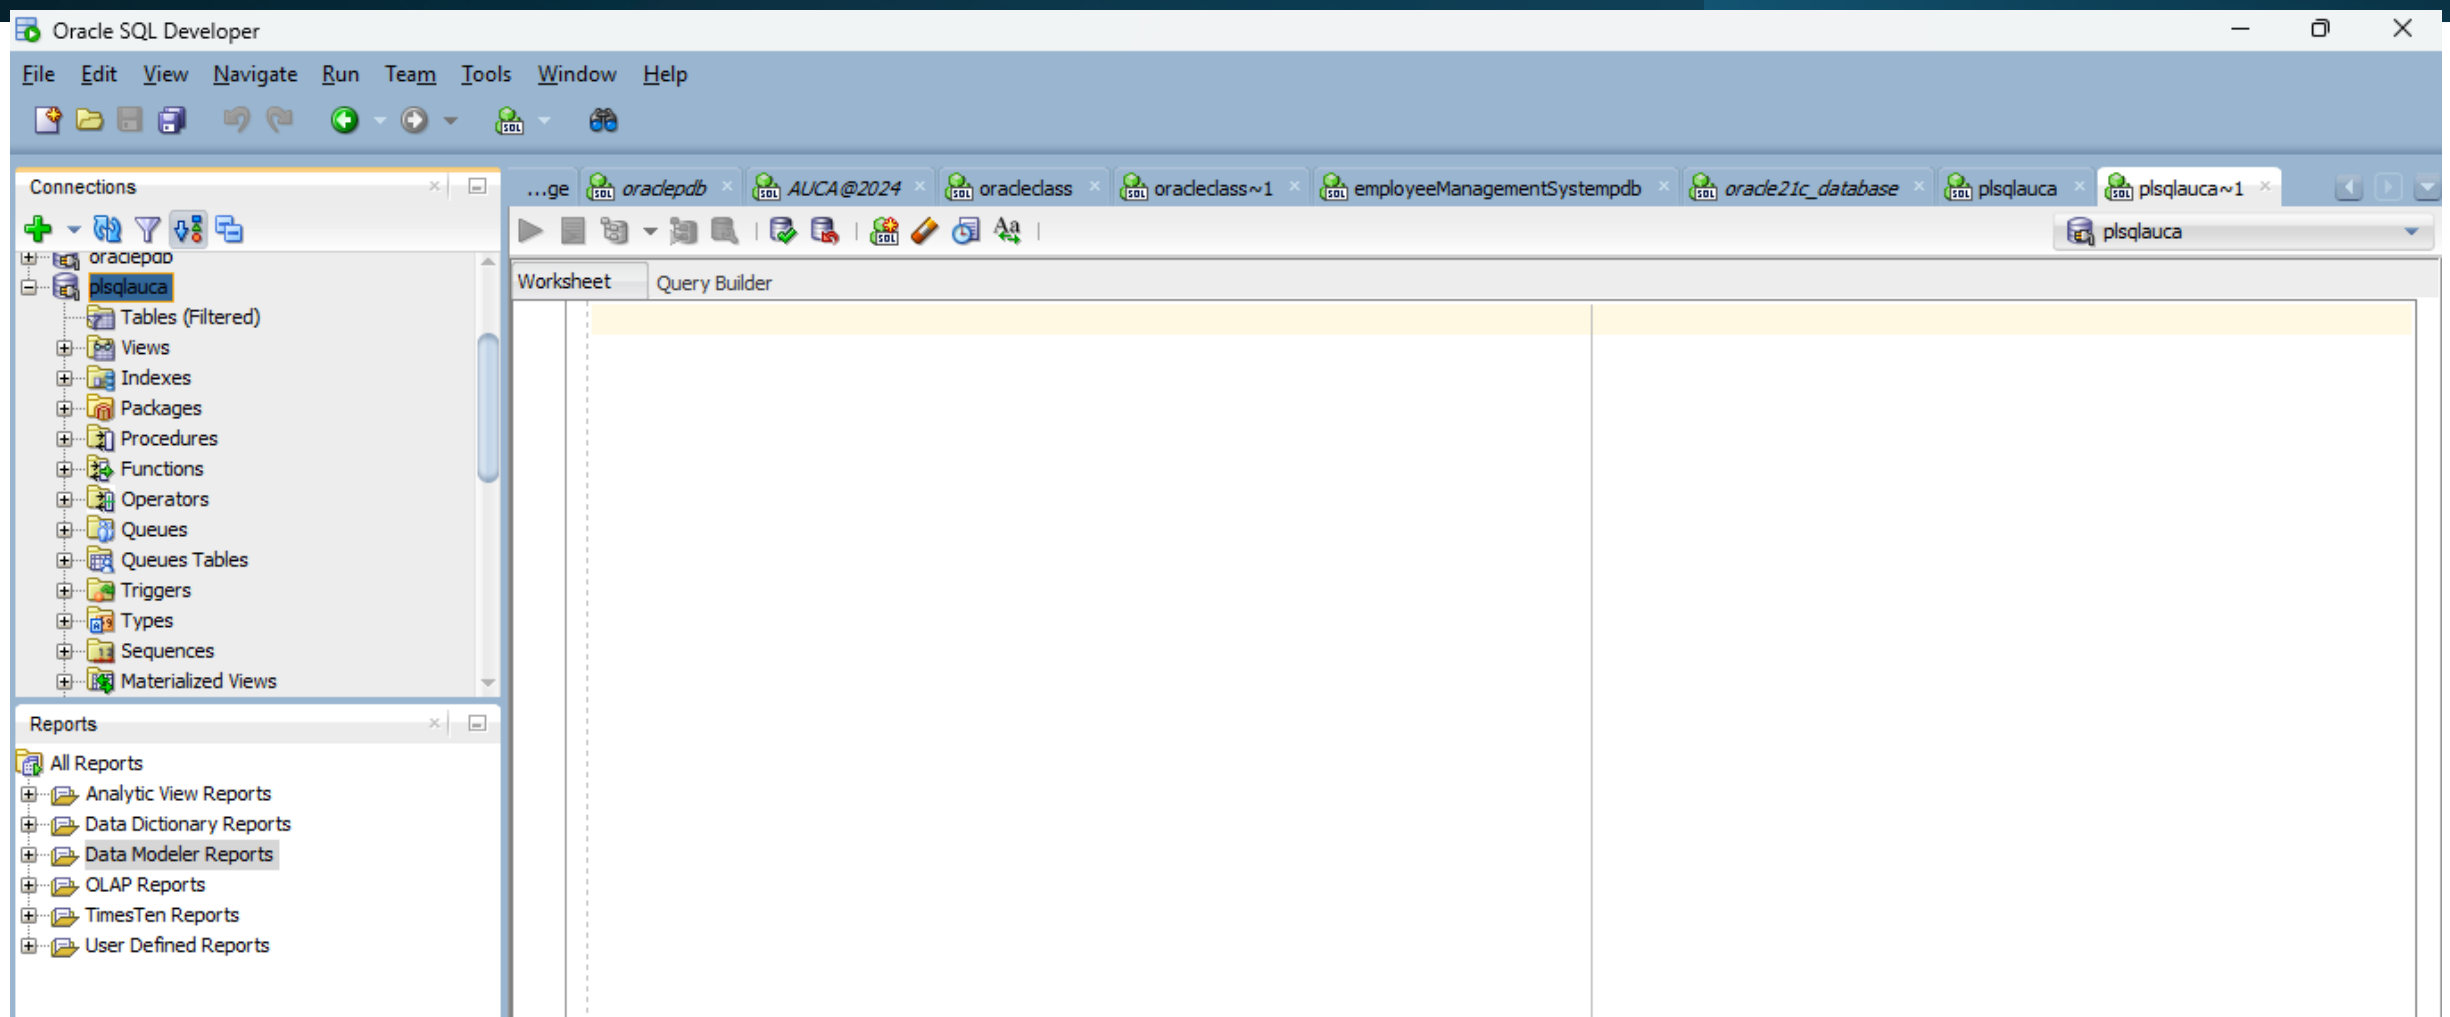 Oracle SQL Developer
File Edit View Navigate Run Team Tools Window Help
Connections
oraclepdb
plsqlauca
Tables (Filtered)
Views
Indexes
Packages
Procedures
Functions
Operators
Queues
Queues Tables
Triggers
Types
Sequences
Materialized Views
Reports
All Reports
Analytic View Reports
Data Dictionary Reports
Data Modeler Reports
OLAP Reports
TimesTen Reports
User Defined Reports
...ge oraclepdb AUCA@2024 oracleclass oracleclass~1 employeeManagementSystempdb oracle21c_database plsqlauca plsqlauca~1
plsqlauca
Worksheet Query Builder